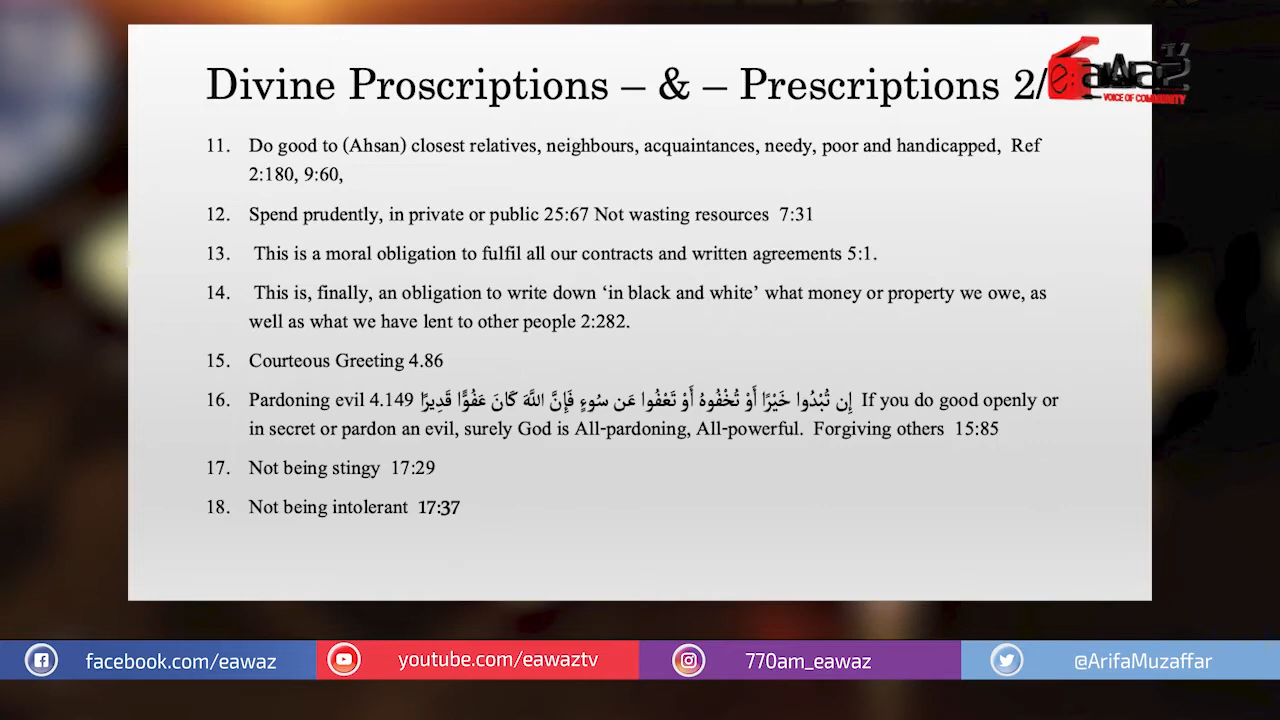 Divine Proscriptions – & – Prescriptions 2/
eawaz
VOICE OF COMMUNITY
11. Do good to (Ahsan) closest relatives, neighbours, acquaintances, needy, poor and handicapped, Ref
2:180, 9:60,
12. Spend prudently, in private or public 25:67 Not wasting resources 7:31
13. This is a moral obligation to fulfil all our contracts and written agreements 5:1.
14. This is, finally, an obligation to write down ‘in black and white’ what money or property we owe, as
well as what we have lent to other people 2:282.
15. Courteous Greeting 4.86
16. Pardoning evil 4.149 إِن تُبْدُوا خَيْرًا أَوْ تُخْفُوهُ أَوْ تَعْفُوا عَن سُوءٍ فَإِنَّ اللَّهَ كَانَ عَفُوًّا قَدِيرًا If you do good openly or
in secret or pardon an evil, surely God is All-pardoning, All-powerful. Forgiving others 15:85
17. Not being stingy 17:29
18. Not being intolerant 17:37
facebook.com/eawaz
youtube.com/eawaztv
770am_eawaz
@ArifaMuzaffar